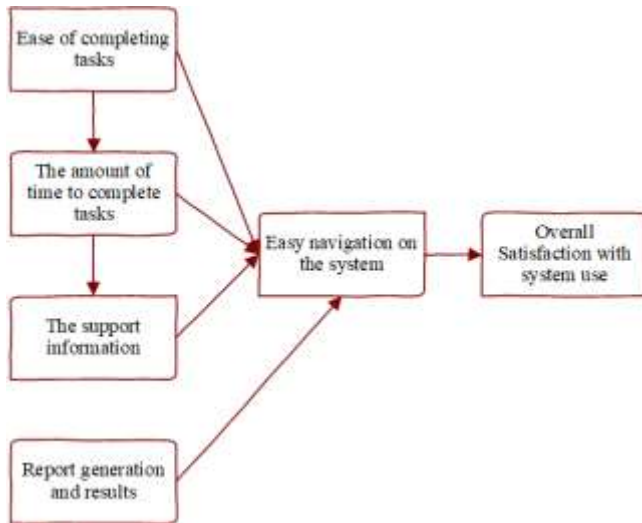 Ease of completing
tasks
The amount of
time to complete
tasks
The support
information
Report generation
and results
Easy navigation on
the system
Overall
Satisfaction with
system use